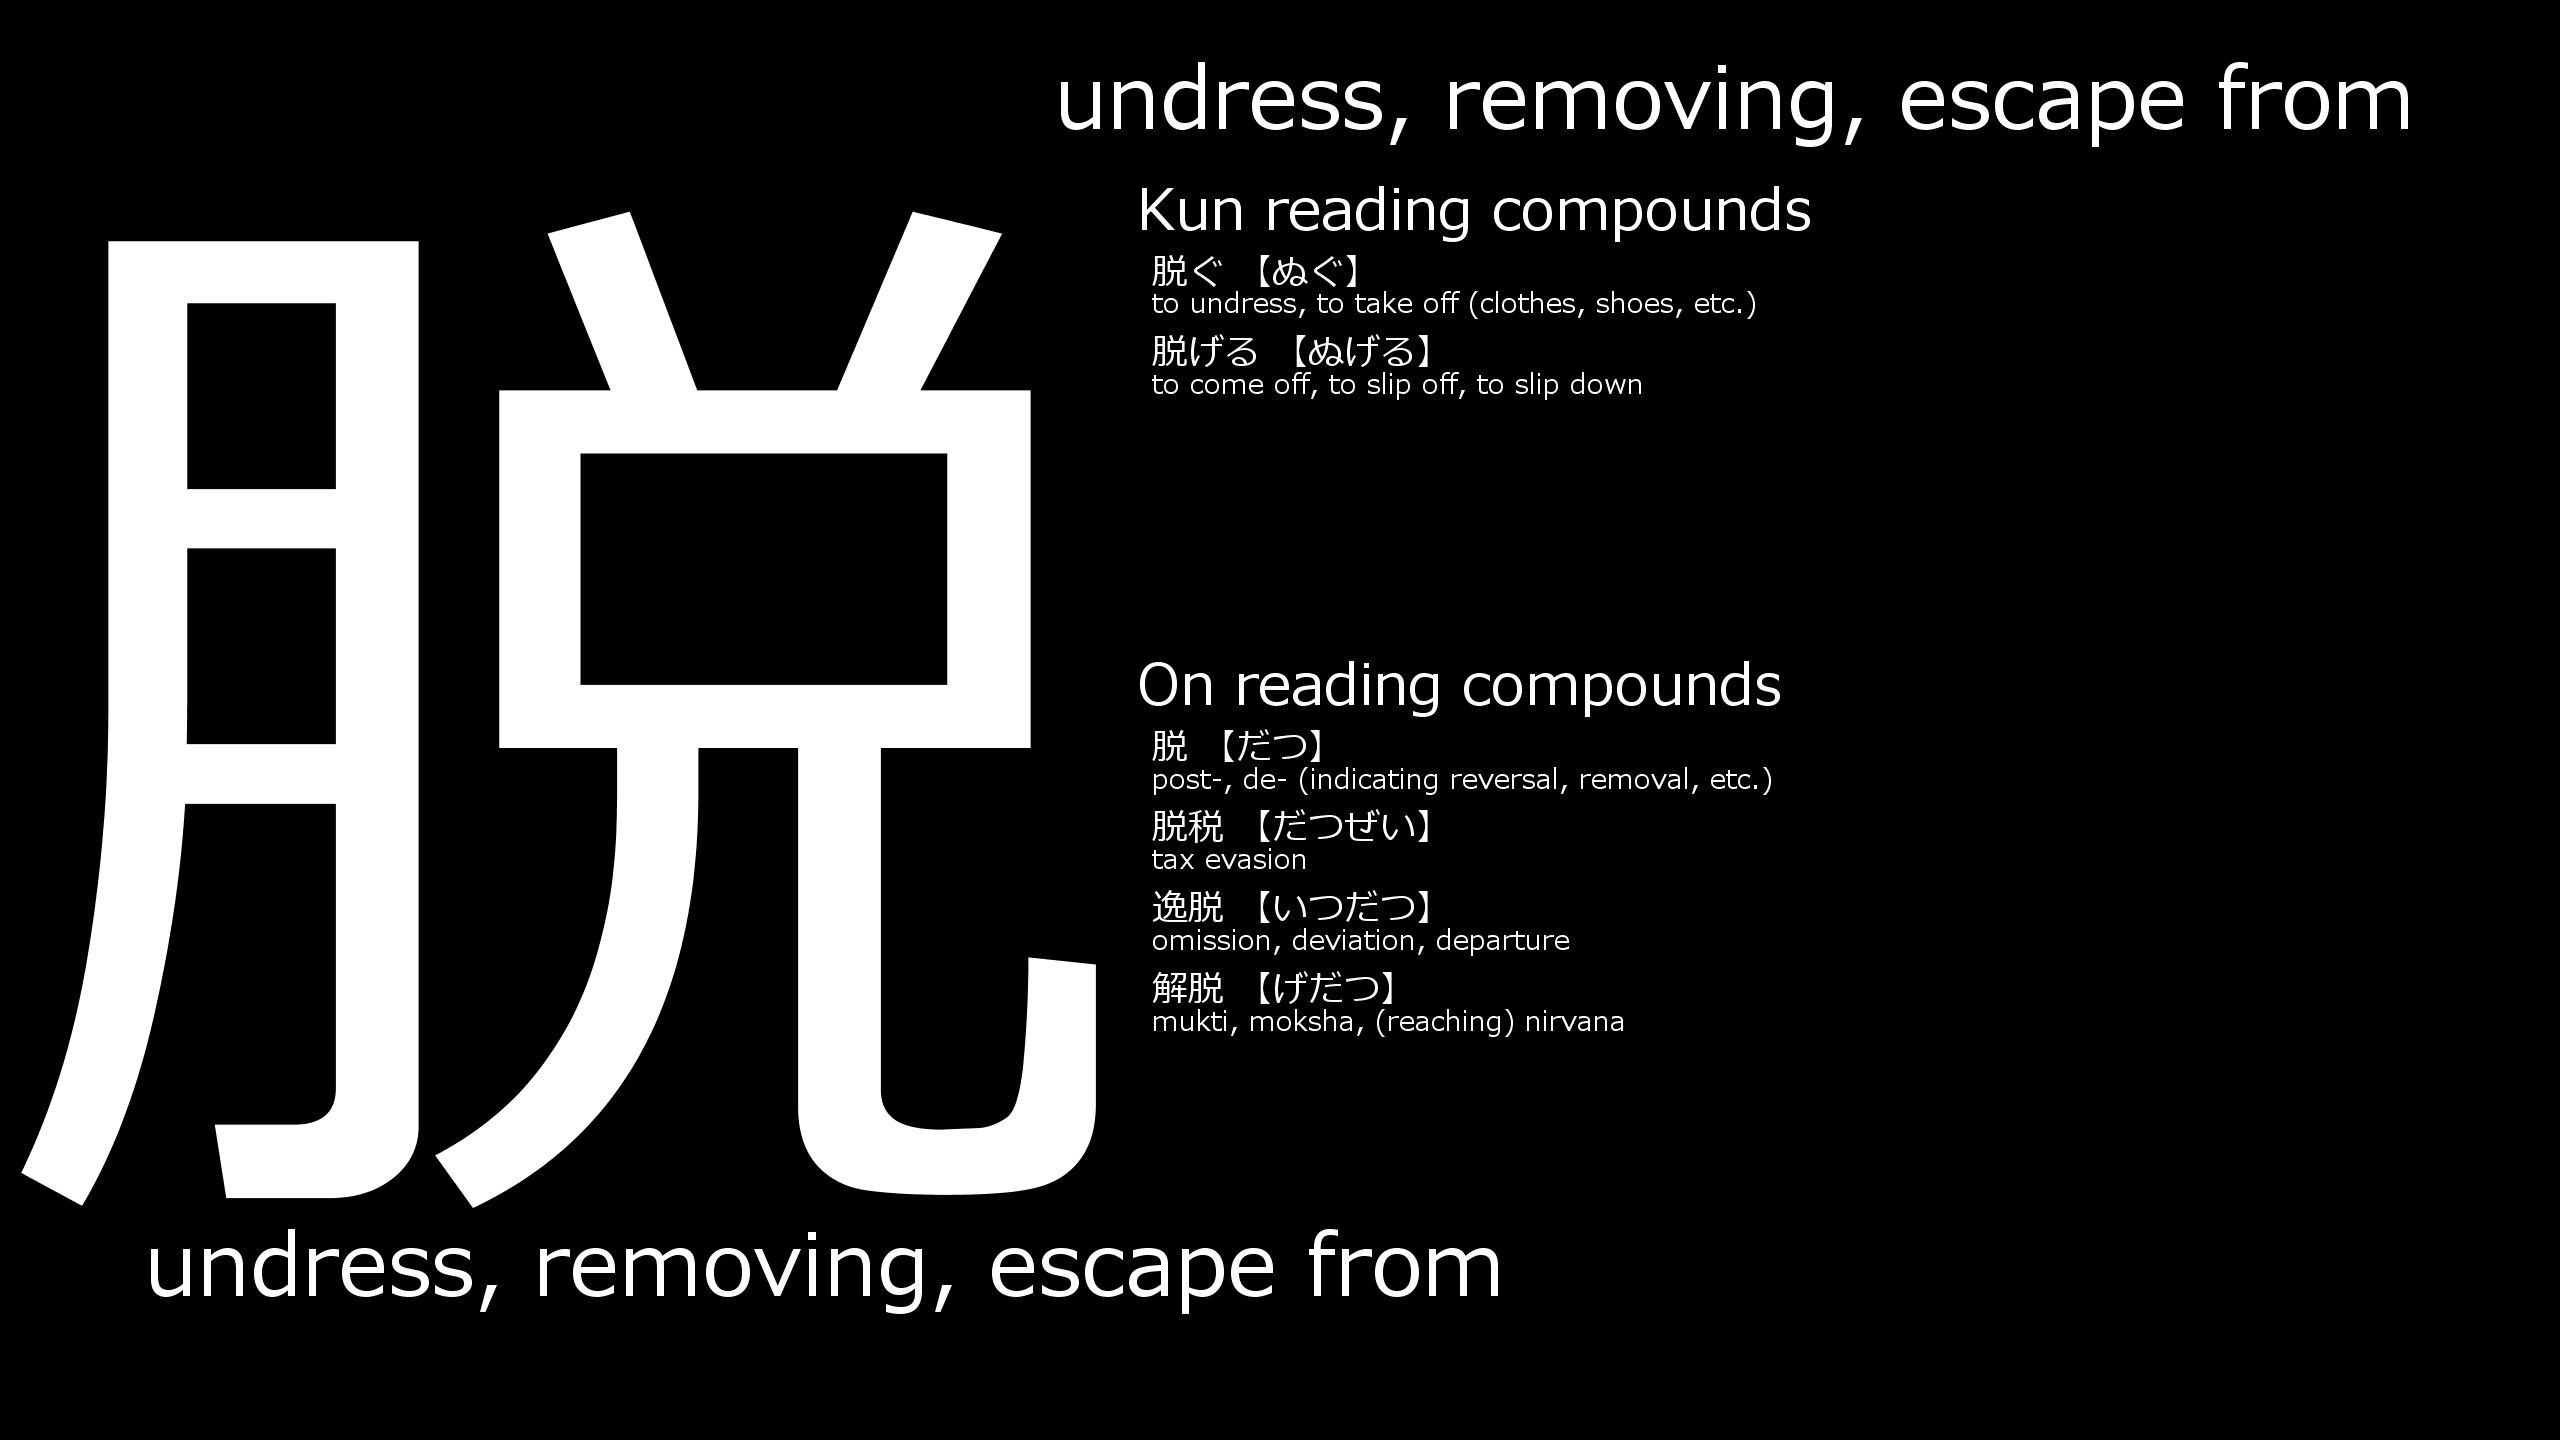 undress, removing, escape from
脱
Kun reading compounds
脱ぐ 【ぬぐ】
to undress, to take off (clothes, shoes, etc.)
脱げる 【ぬげる】
to come off, to slip off, to slip down
On reading compounds
脱 【だつ】
post-, de- (indicating reversal, removal, etc.)
脱税 【だつぜい】
tax evasion
逸脱 【いつだつ】
omission, deviation, departure
解脱 【げだつ】
mukti, moksha, (reaching) nirvana
undress, removing, escape from